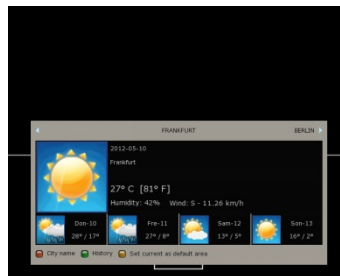 FRANKFURT BERLIN
2012-05-10
Frankfurt
27° C [81° F]
Humidity: 42% Wind: S - 11.26 km/h
Don-10 Fre-11 Sam-12 Son-13
28° / 17° 27° / 8° 13° / 5° 16° / 2°
City name History Set current as default area